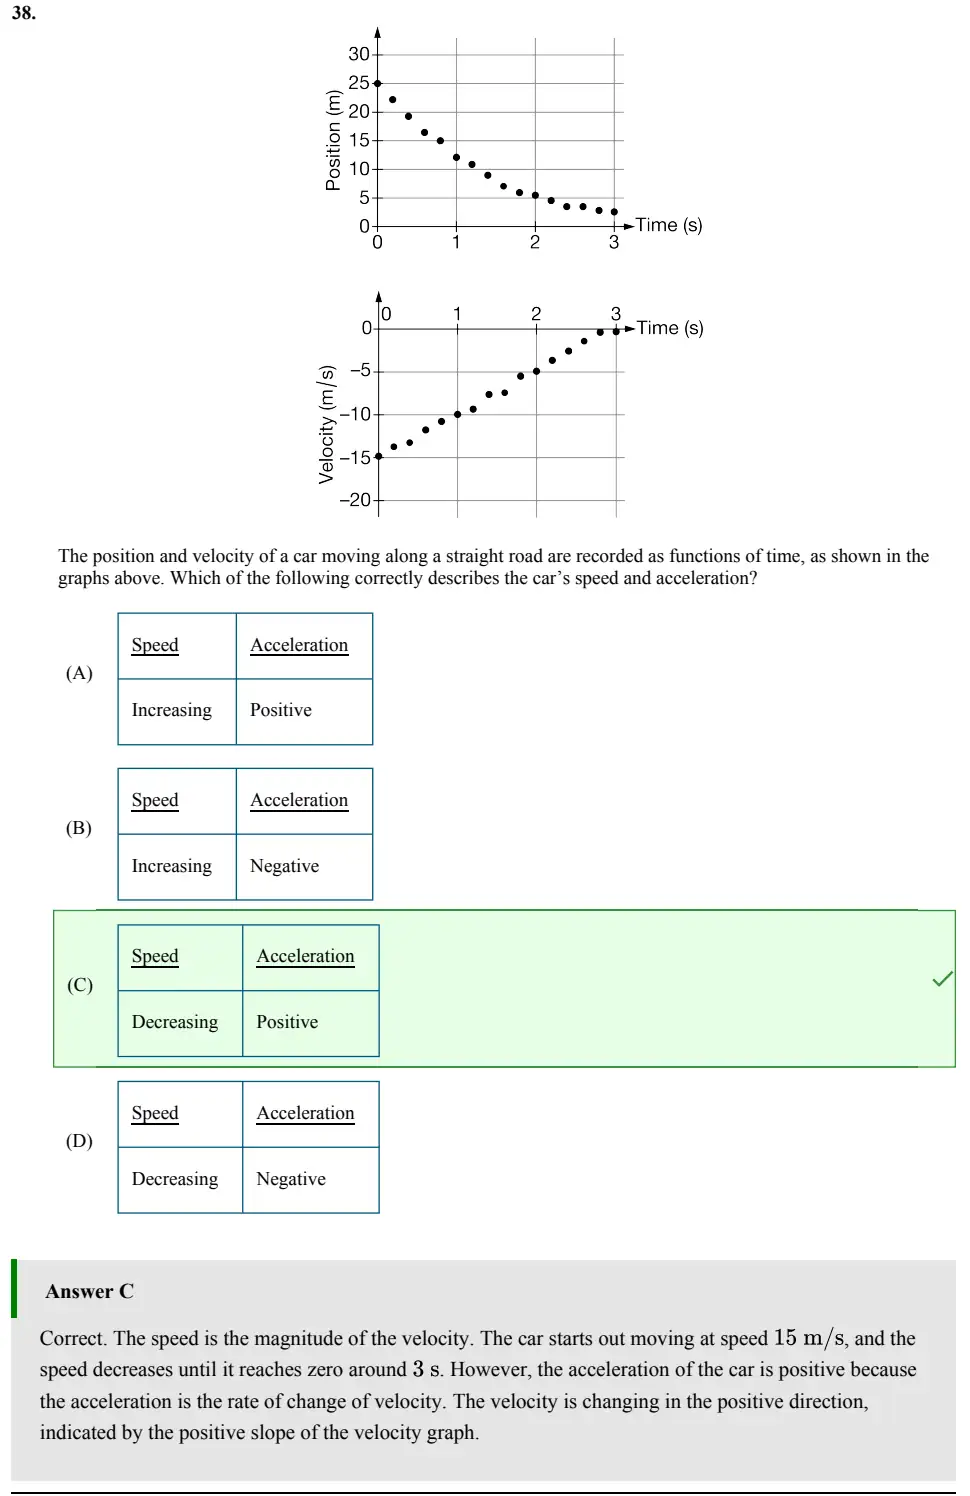 38.
30
25
20
15
10
5
0
Position (m)
0 1 2 3
Time (s)
0 1 2 3
Time (s)
0
–5
–10
–15
–20
Velocity (m/s)
The position and velocity of a car moving along a straight road are recorded as functions of time, as shown in the
graphs above. Which of the following correctly describes the car's speed and acceleration?
(A)
Speed Acceleration
Increasing Positive
(B)
Speed Acceleration
Increasing Negative
(C)
Speed Acceleration
Decreasing Positive
(D)
Speed Acceleration
Decreasing Negative
Answer C
Correct. The speed is the magnitude of the velocity. The car starts out moving at speed 15 m/s, and the
speed decreases until it reaches zero around 3 s. However, the acceleration of the car is positive because
the acceleration is the rate of change of velocity. The velocity is changing in the positive direction,
indicated by the positive slope of the velocity graph.